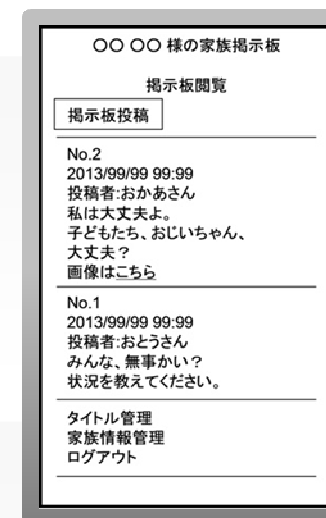 〇〇 〇〇 様の家族掲示板
掲示板閲覧
掲示板投稿
No.2
2013/99/99 99:99
投稿者:おかあさん
私は大丈夫よ。
子どもたち、おじいちゃん、
大丈夫？
画像はこちら
No.1
2013/99/99 99:99
投稿者:おとうさん
みんな、無事かい？
状況を教えてください。
タイトル管理
家族情報管理
ログアウト